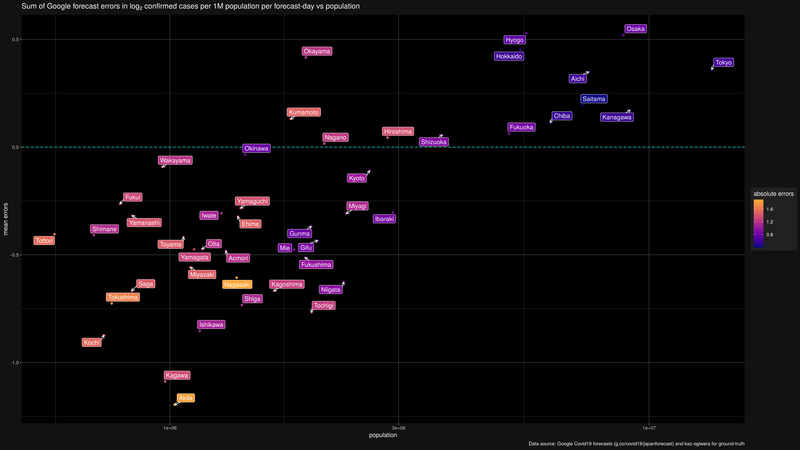 Sum of Google forecast errors in log2 confirmed cases per 1M population per forecast-day vs population
Osaka
Hyogo
Okayama
Hokkaido
Tokyo
Aichi
Saitama
Kumamoto
Chiba
Kanagawa
Fukuoka
Hiroshima
Nagano
Shizuoka
Okinawa
Wakayama
Kyoto
Fukui
Yamaguchi
Miyagi
Iwate
Ibaraki
Yamanashi
Ehime
Shimane
Gunma
Tottori
Toyama
Oita
Mie
Gifu
Yamagata
Aomori
Fukushima
Miyazaki
Saga
Nagasaki
Kagoshima
Niigata
Tokushima
Shiga
Tochigi
Ishikawa
Kochi
Kagawa
Akita
0.5
0.0
-0.5
-1.0
mean errors
1e+06
3e+06
1e+07
population
absolute errors
1.6
1.2
0.8
Data source: Google Covid19 forecasts (g.co/covid19/japanforecast) and kaz-ogiwara for ground-truth